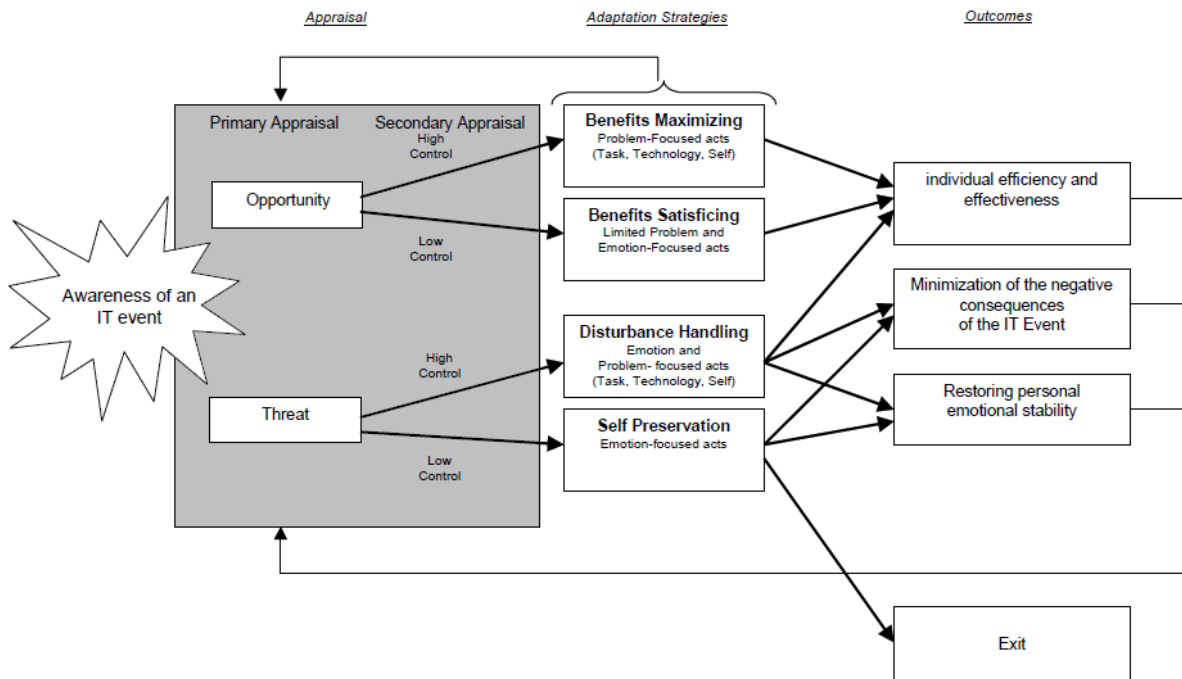 Appraisal
Adaptation Strategies
Outcomes
Primary Appraisal
Secondary Appraisal
High
Control
Opportunity
Low
Control
Awareness of an
IT event
High
Control
Threat
Low
Control
Benefits Maximizing
Problem-Focused acts
(Task, Technology, Self)
Benefits Satisficing
Limited Problem and
Emotion-Focused acts
Disturbance Handling
Emotion and
Problem- focused acts
(Task, Technology, Self)
Self Preservation
Emotion-focused acts
individual efficiency and
effectiveness
Minimization of the negative
consequences
of the IT Event
Restoring personal
emotional stability
Exit